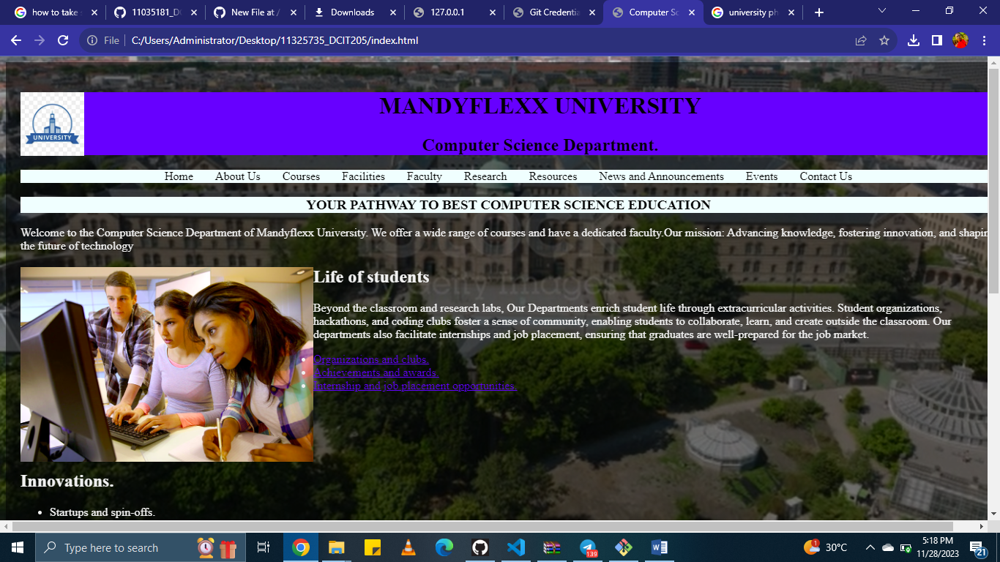 how to take
11035181_DC
New File at /
Downloads
127.0.0.1
Git Credentia
Computer Sc
university ph
File
C:/Users/Administrator/Desktop/11325735_DCIT205/index.html
UNIVERSITY
MANDYFLEXX UNIVERSITY
Computer Science Department.
Home About Us Courses Facilities Faculty Research Resources News and Announcements Events Contact Us
YOUR PATHWAY TO BEST COMPUTER SCIENCE EDUCATION
Welcome to the Computer Science Department of Mandyflexx University. We offer a wide range of courses and have a dedicated faculty.Our mission: Advancing knowledge, fostering innovation, and shapin
the future of technology
iStock
by Getty Images
Life of students
Beyond the classroom and research labs, Our Departments enrich student life through extracurricular activities. Student organizations,
hackathons, and coding clubs foster a sense of community, enabling students to collaborate, learn, and create outside the classroom. Our
departments also facilitate internships and job placement, ensuring that graduates are well-prepared for the job market.
Organizations and clubs.
Achievements and awards.
Internship and job placement opportunities.
Innovations.
Startups and spin-offs.
Type here to search
139
1
30°C
5:18 PM
11/28/2023
21